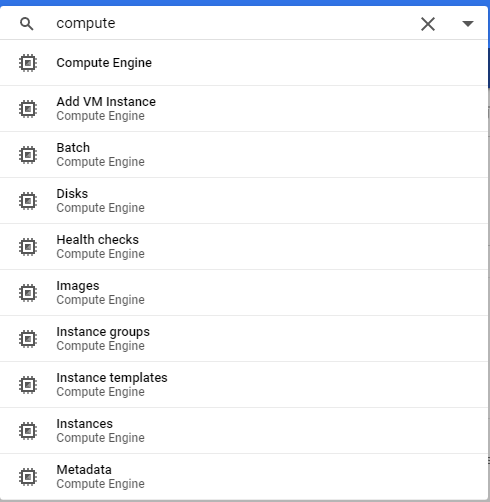 compute
Compute Engine
Add VM Instance
Compute Engine
Batch
Compute Engine
Disks
Compute Engine
Health checks
Compute Engine
Images
Compute Engine
Instance groups
Compute Engine
Instance templates
Compute Engine
Instances
Compute Engine
Metadata
Compute Engine